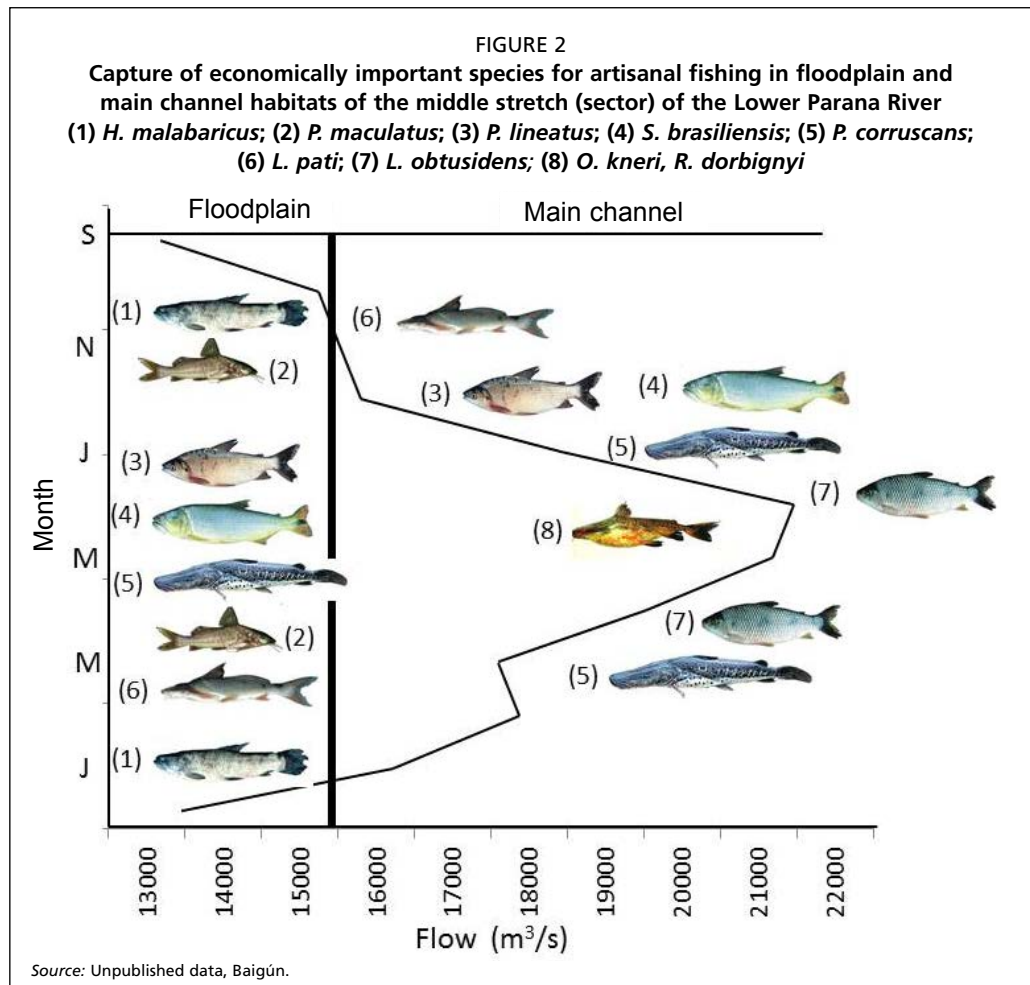 FIGURE 2
Capture of economically important species for artisanal fishing in floodplain and
main channel habitats of the middle stretch (sector) of the Lower Parana River
(1) H. malabaricus; (2) P. maculatus; (3) P. lineatus; (4) S. brasiliensis; (5) P. corruscans;
(6) L. pati; (7) L. obtusidens; (8) O. kneri, R. dorbignyi
Floodplain Main channel
S
(1) (6)
N
(2)
(3) (4)
J
(5)
(3)
(7)
(4)
(8)
M
(5)
(2) (7)
M
(6) (5)
J (1)
Month
13000 14000 15000 16000 17000 18000 19000 20000 21000 22000
Flow (m³/s)
Source: Unpublished data, Baigún.